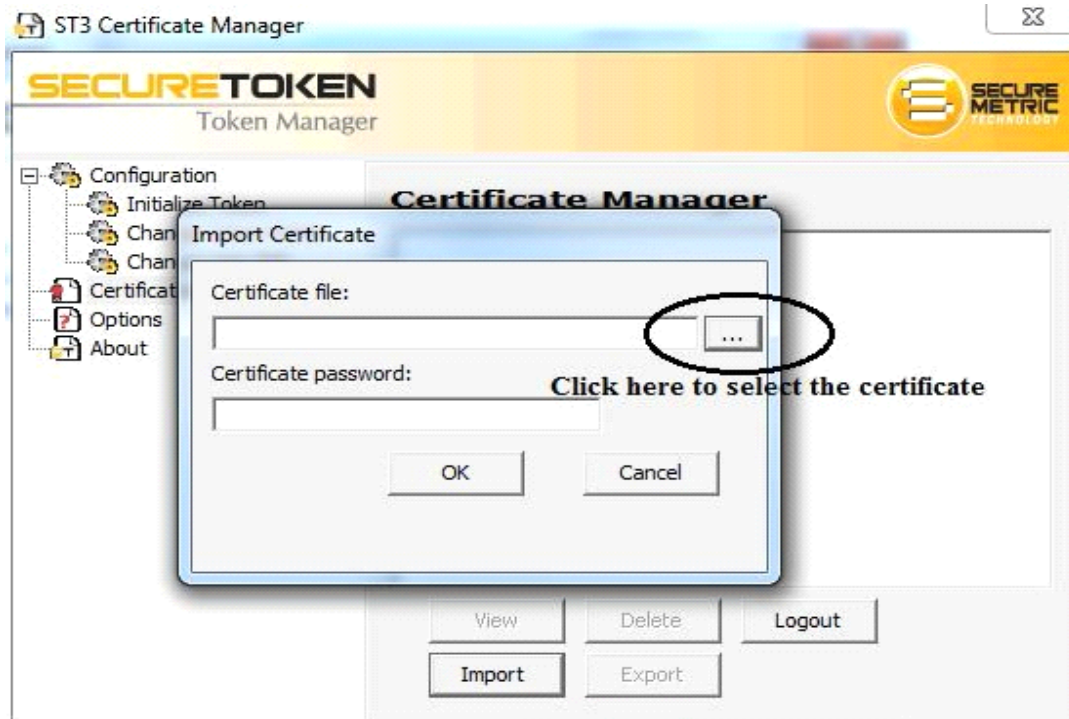 ST3 Certificate Manager
SECURETOKEN
Token Manager
SECURE
METRIC
TECHNOLOGY
Configuration
Initialize Token
Chan
Chan
Certificat
Options
About
Certificate Manager
Import Certificate
Certificate file:
...
Click here to select the certificate
Certificate password:
OK Cancel
View Delete Logout
Import Export